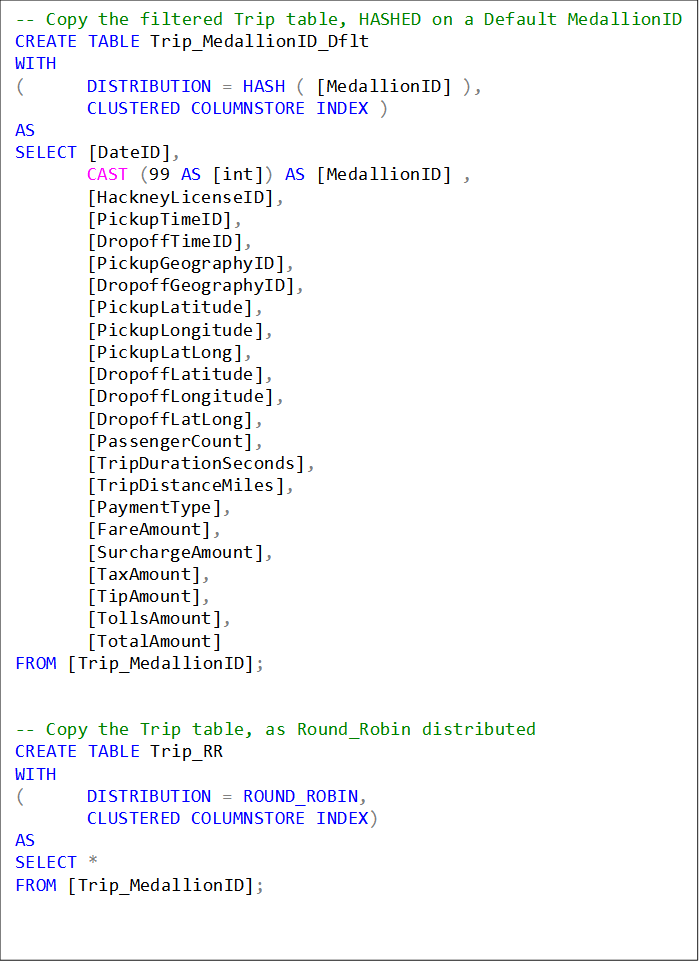 -- Copy the filtered Trip table, HASHED on a Default MedallionID
CREATE TABLE Trip_MedallionID_Dflt
WITH
(      DISTRIBUTION = HASH ( [MedallionID] ),
       CLUSTERED COLUMNSTORE INDEX )
AS
SELECT [DateID],
       CAST (99 AS [int]) AS [MedallionID] ,
       [HackneyLicenseID],
       [PickupTimeID],
       [DropoffTimeID],
       [PickupGeographyID],
       [DropoffGeographyID],
       [PickupLatitude],
       [PickupLongitude],
       [PickupLatLong],
       [DropoffLatitude],
       [DropoffLongitude],
       [DropoffLatLong],
       [PassengerCount],
       [TripDurationSeconds],
       [TripDistanceMiles],
       [PaymentType],
       [FareAmount],
       [SurchargeAmount],
       [TaxAmount],
       [TipAmount],
       [TollsAmount],
       [TotalAmount]
FROM [Trip_MedallionID];

-- Copy the Trip table, as Round_Robin distributed
CREATE TABLE Trip_RR
WITH
(      DISTRIBUTION = ROUND_ROBIN,
       CLUSTERED COLUMNSTORE INDEX)
AS
SELECT *
FROM [Trip_MedallionID];